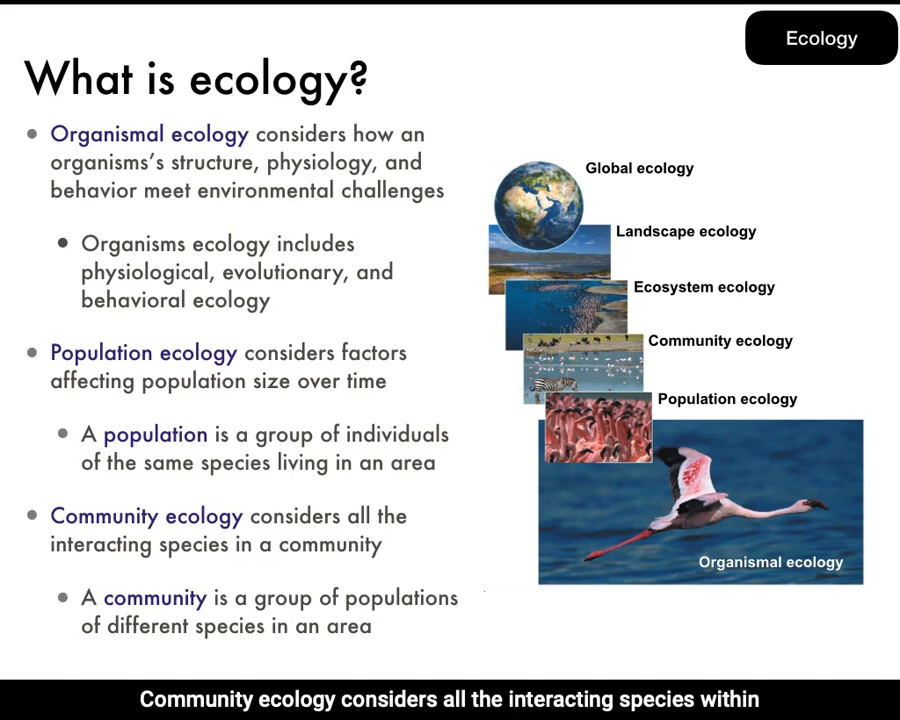 Ecology
What is ecology?
• Organismal ecology considers how an
organisms's structure, physiology, and
behavior meet environmental challenges
• Organisms ecology includes
physiological, evolutionary, and
behavioral ecology
• Population ecology considers factors
affecting population size over time
• A population is a group of individuals
of the same species living in an area
• Community ecology considers all the
interacting species in a community
• A community is a group of populations
of different species in an area
Global ecology
Landscape ecology
Ecosystem ecology
Community ecology
Population ecology
Organismal ecology
Community ecology considers all the interacting species within